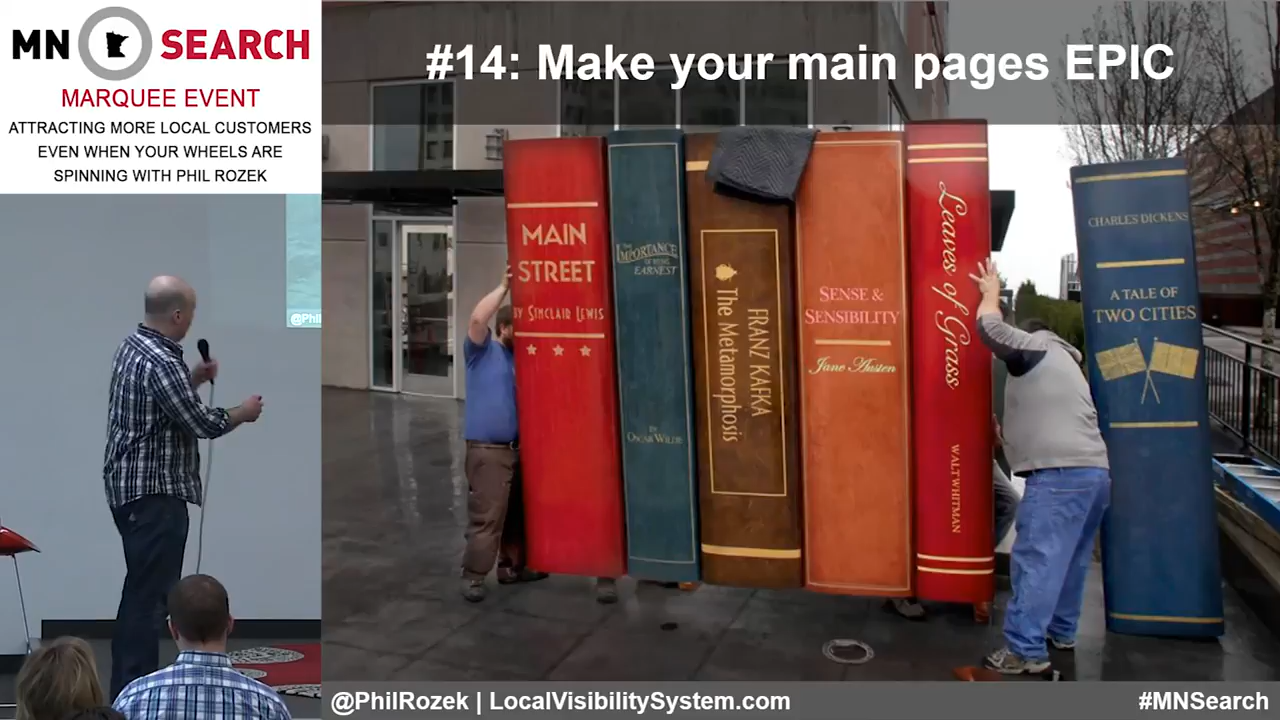 MN SEARCH
MARQUEE EVENT
ATTRACTING MORE LOCAL CUSTOMERS
EVEN WHEN YOUR WHEELS ARE
SPINNING WITH PHIL ROZEK
@Phil
#14: Make your main pages EPIC
MAIN
STREET
BY SINCLAIR LEWIS
THE
IMPORTANCE
OF BEING
EARNEST
BY
OSCAR WILDE
FRANZ KAFKA
The Metamorphosis
SENSE &
SENSIBILITY
Jane Austen
Leaves of Grass
WALT WHITMAN
CHARLES DICKENS
A TALE OF
TWO CITIES
@PhilRozek | LocalVisibilitySystem.com
#MNSearch